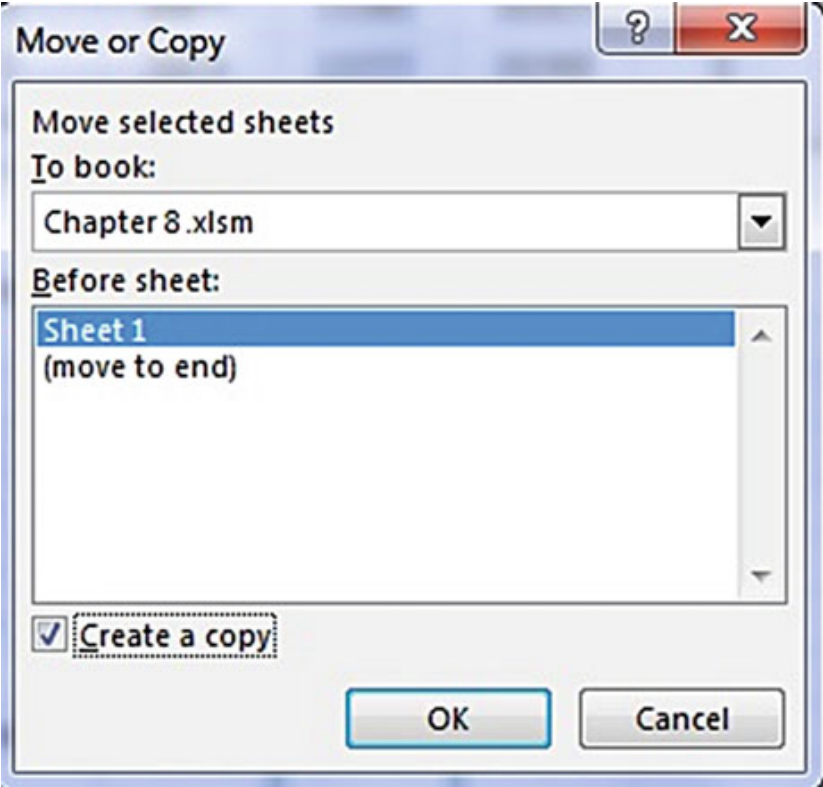 Move or Copy
?
Move selected sheets
To book:
Chapter 8.xlsm
Before sheet:
Sheet 1
(move to end)
Create a copy
OK
Cancel